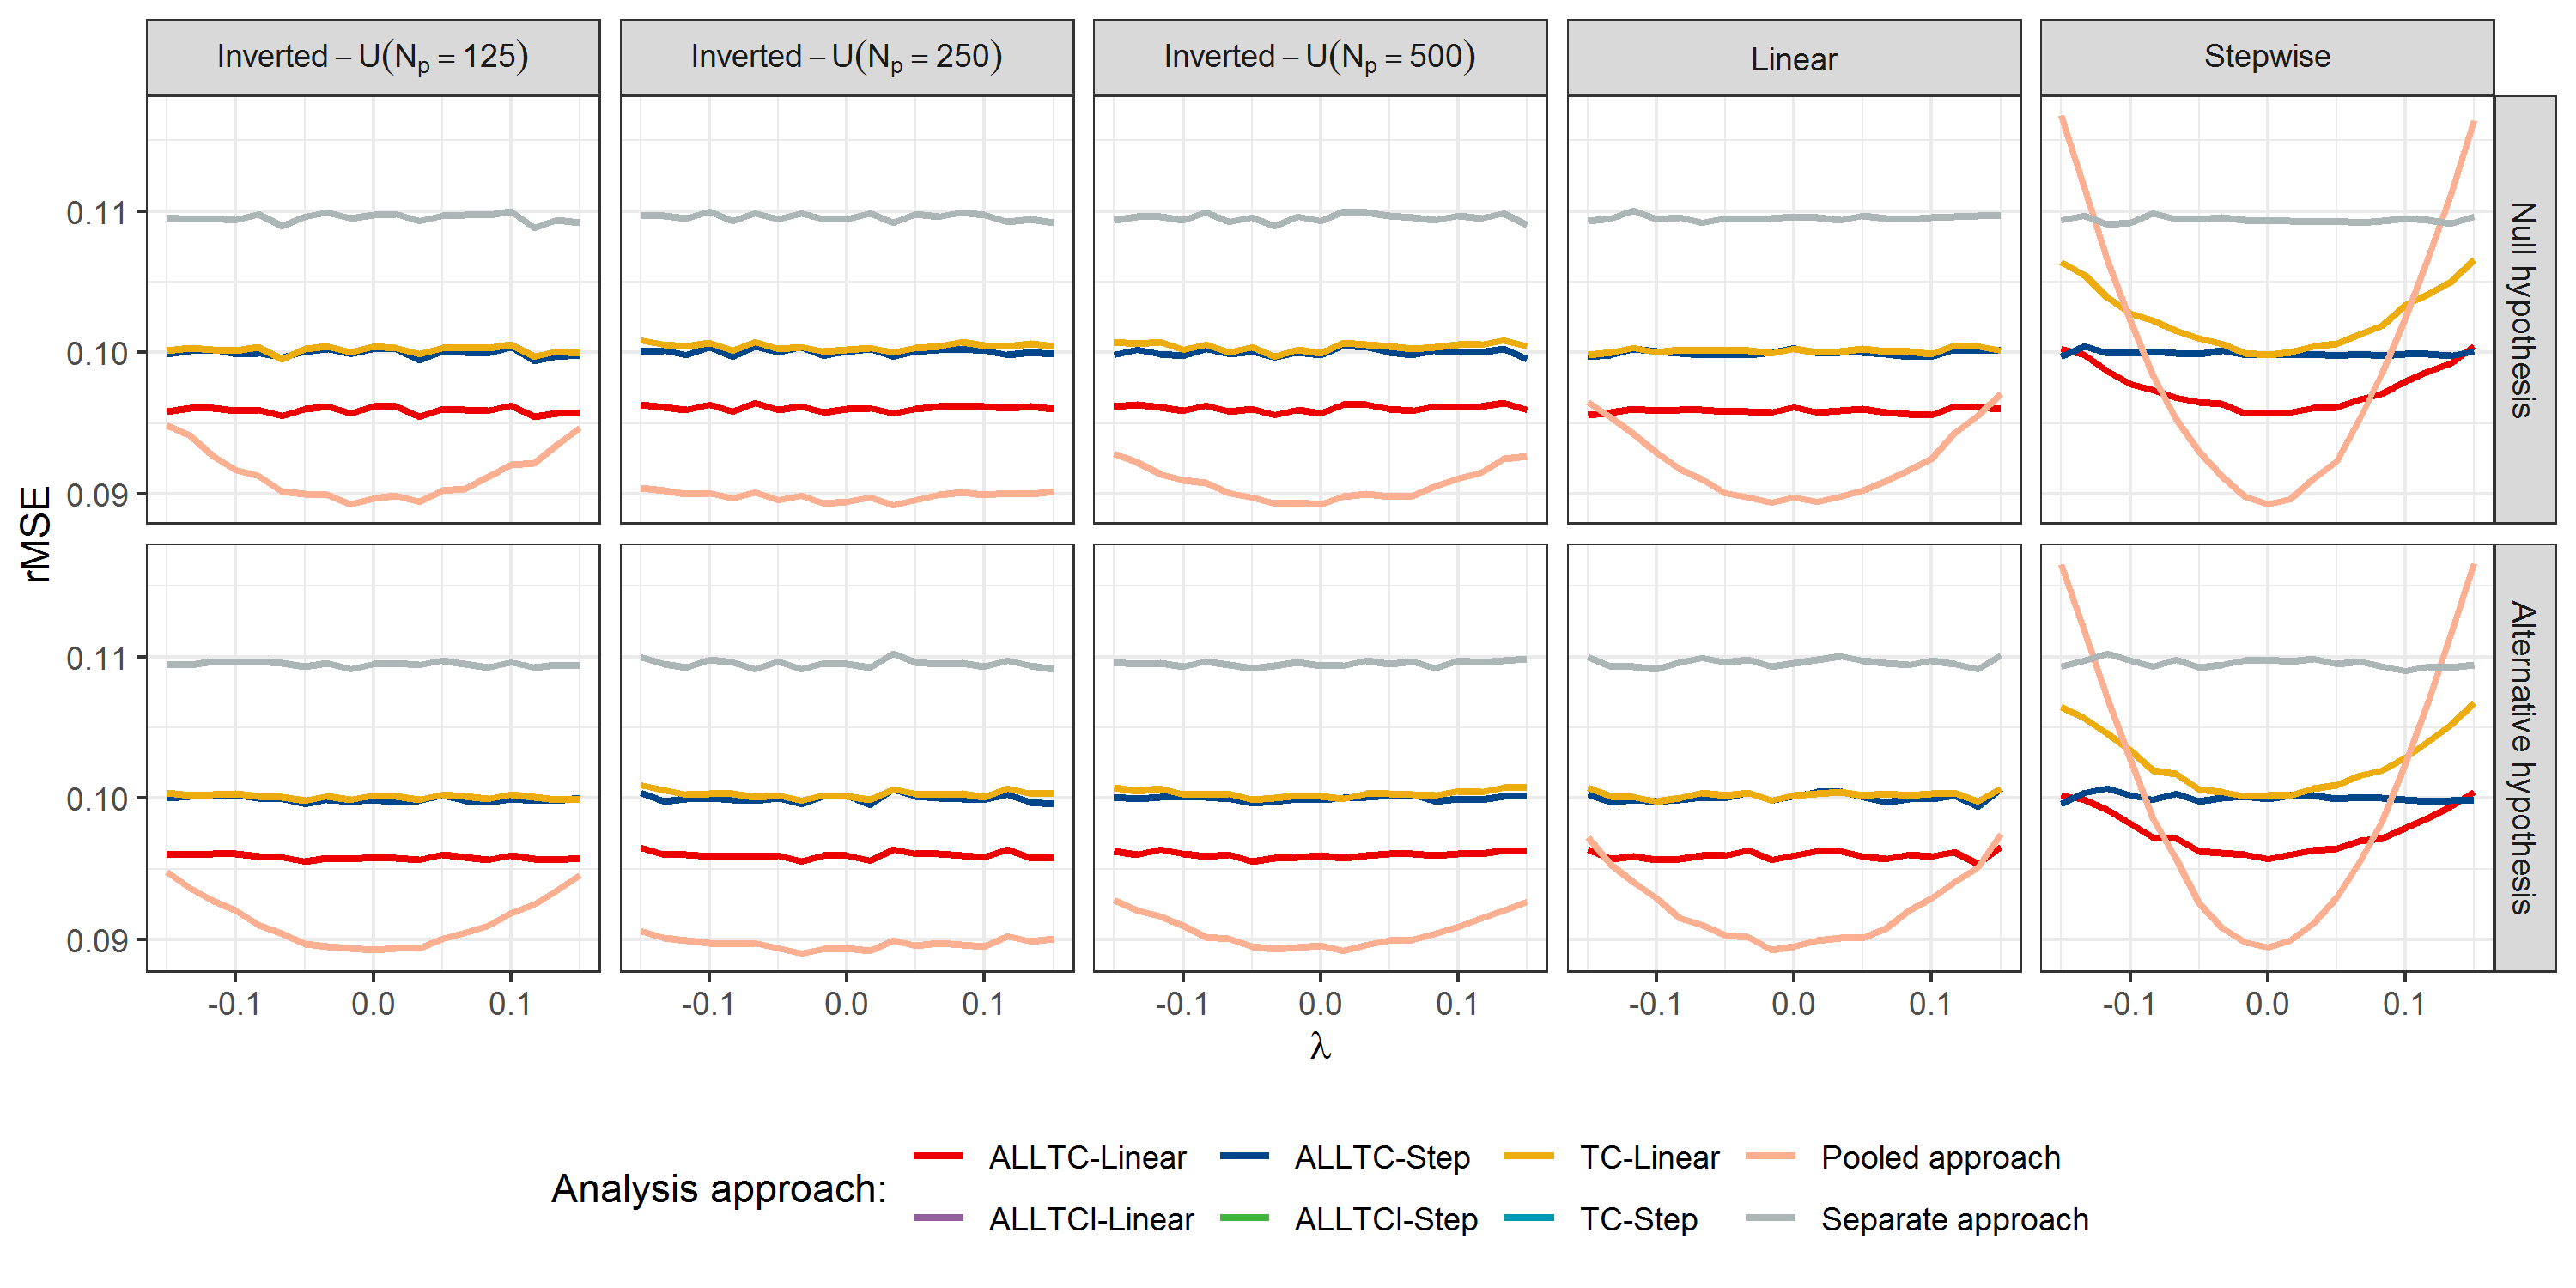 Inverted – U(Np = 125)
Inverted – U(Np = 250)
Inverted – U(Np = 500)
Linear
Stepwise
0.11
0.10
0.09
Null hypothesis
rMSE
0.11
0.10
0.09
Alternative hypothesis
-0.1 0.0 0.1
-0.1 0.0 0.1
-0.1 0.0 0.1
-0.1 0.0 0.1
-0.1 0.0 0.1
λ
Analysis approach:
ALLTC-Linear ALLTC-Step TC-Linear Pooled approach
ALLTCI-Linear ALLTCI-Step TC-Step Separate approach